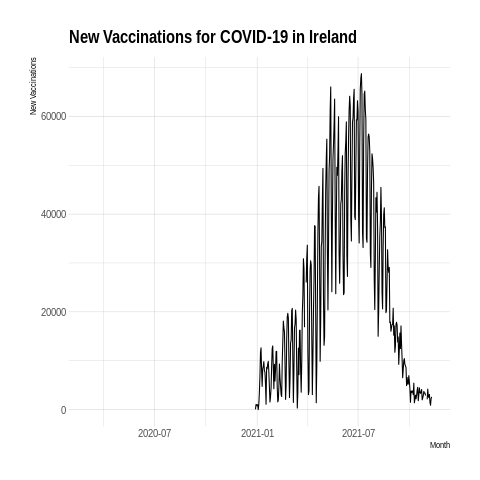 New Vaccinations for COVID-19 in Ireland
New Vaccinations
60000
40000
20000
0
2020-07
2021-01
2021-07
Month